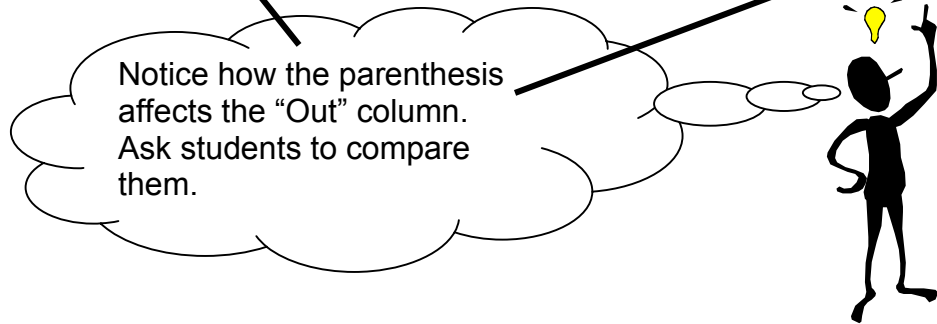 Notice how the parenthesis
affects the “Out” column.
Ask students to compare
them.